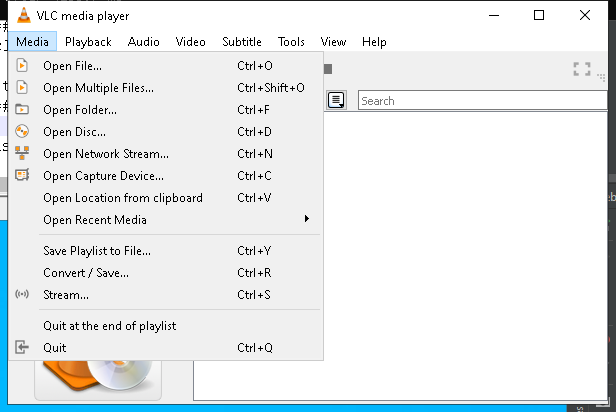 VLC media player
Media Playback Audio Video Subtitle Tools View Help
Open File... Ctrl+O
Open Multiple Files... Ctrl+Shift+O
Open Folder... Ctrl+F
Open Disc... Ctrl+D
Open Network Stream... Ctrl+N
Open Capture Device... Ctrl+C
Open Location from clipboard Ctrl+V
Open Recent Media
Save Playlist to File... Ctrl+Y
Convert / Save... Ctrl+R
Stream... Ctrl+S
Quit at the end of playlist
Quit Ctrl+Q
Search